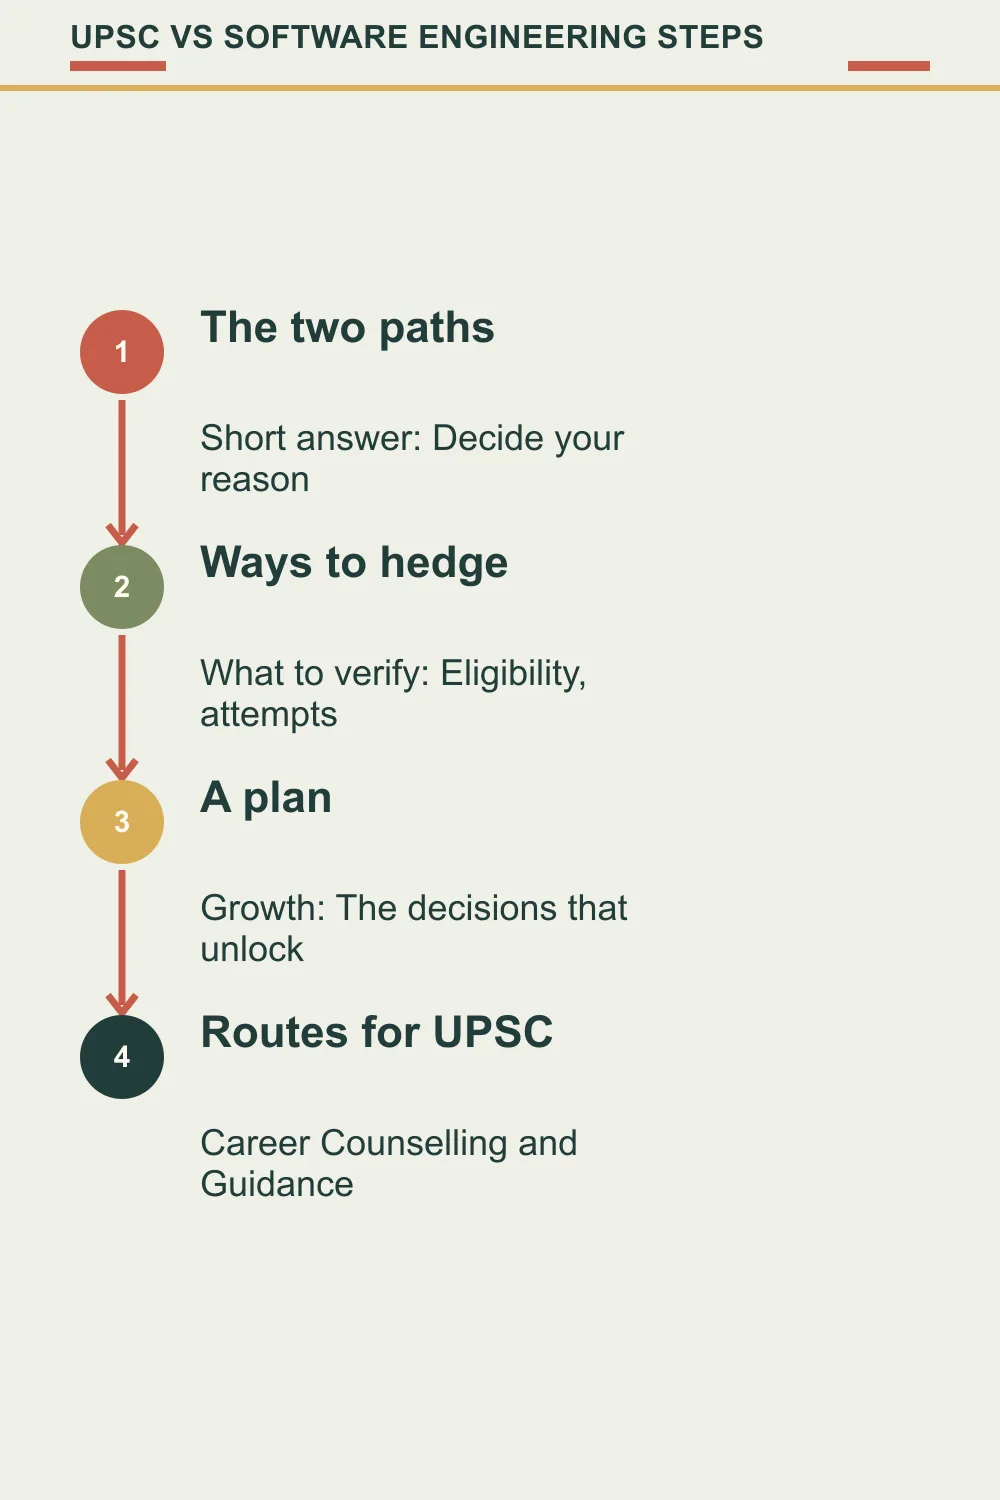 UPSC VS SOFTWARE ENGINEERING STEPS
1
The two paths
Short answer: Decide your
reason
2
Ways to hedge
What to verify: Eligibility,
attempts
3
A plan
Growth: The decisions that
unlock
4
Routes for UPSC
Career Counselling and
Guidance